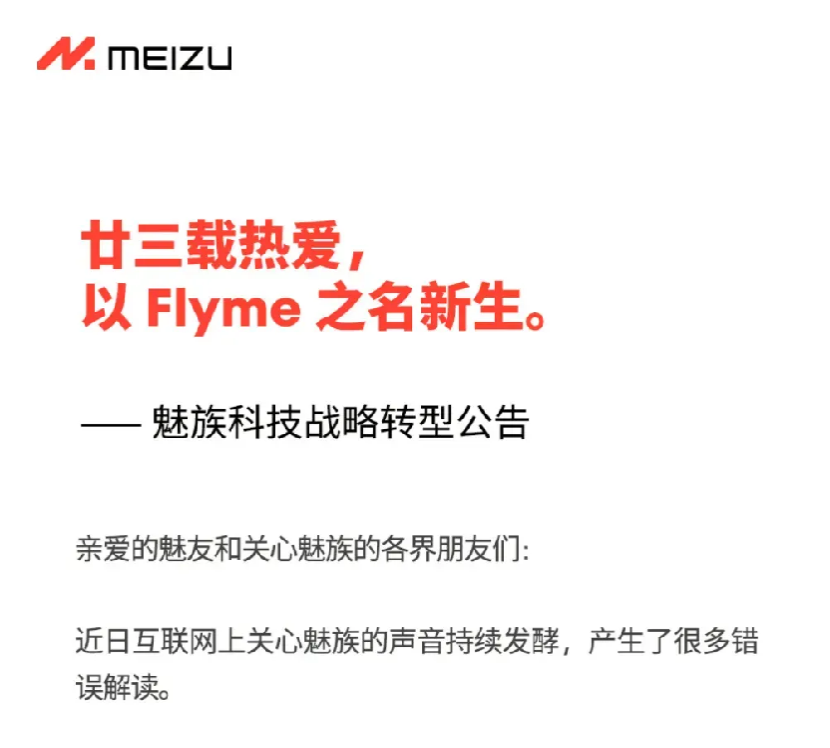 MEIZU
廿三载热爱，
以 Flyme 之名新生。
—— 魅族科技战略转型公告
亲爱的魅友和关心魅族的各界朋友们:
近日互联网上关心魅族的声音持续发酵，产生了很多错
误解读。